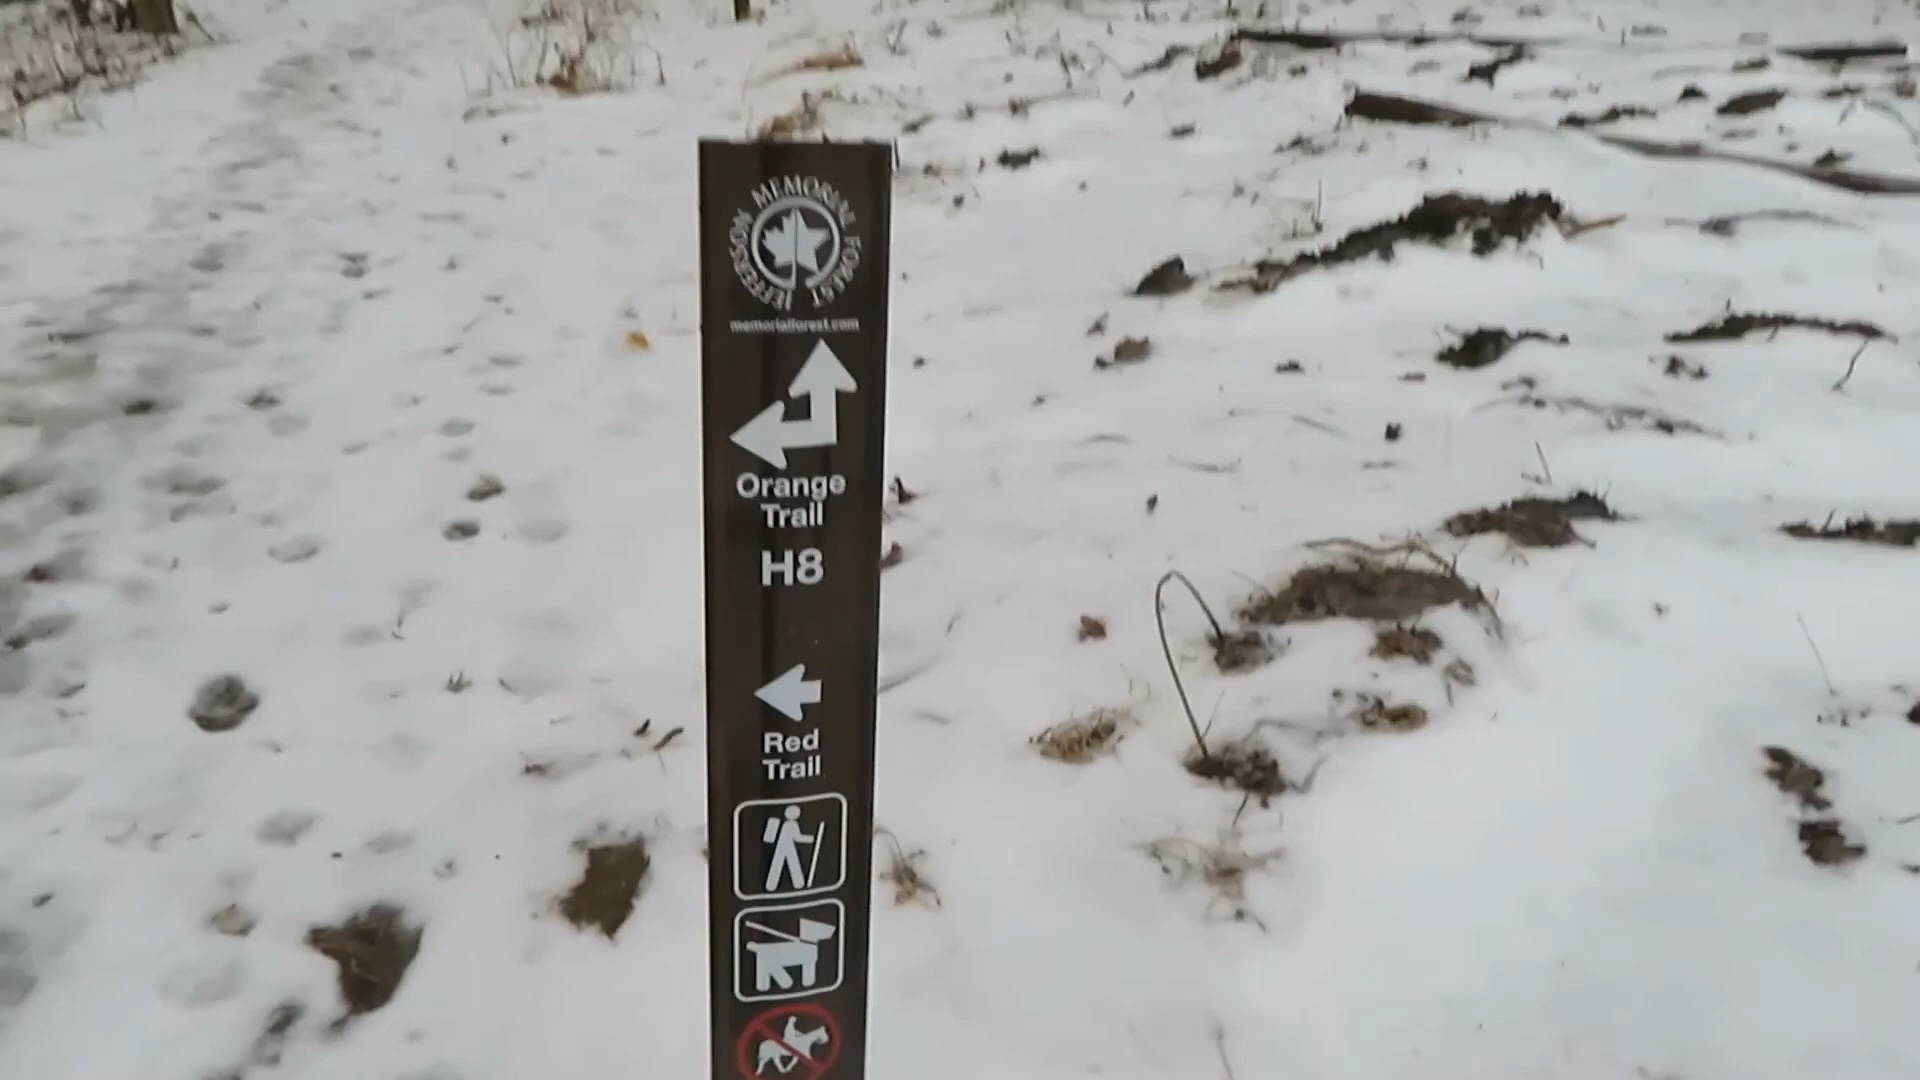 JEFFERSON MEMORIAL FOREST
memorialforest.com
Orange
Trail
H8
Red
Trail